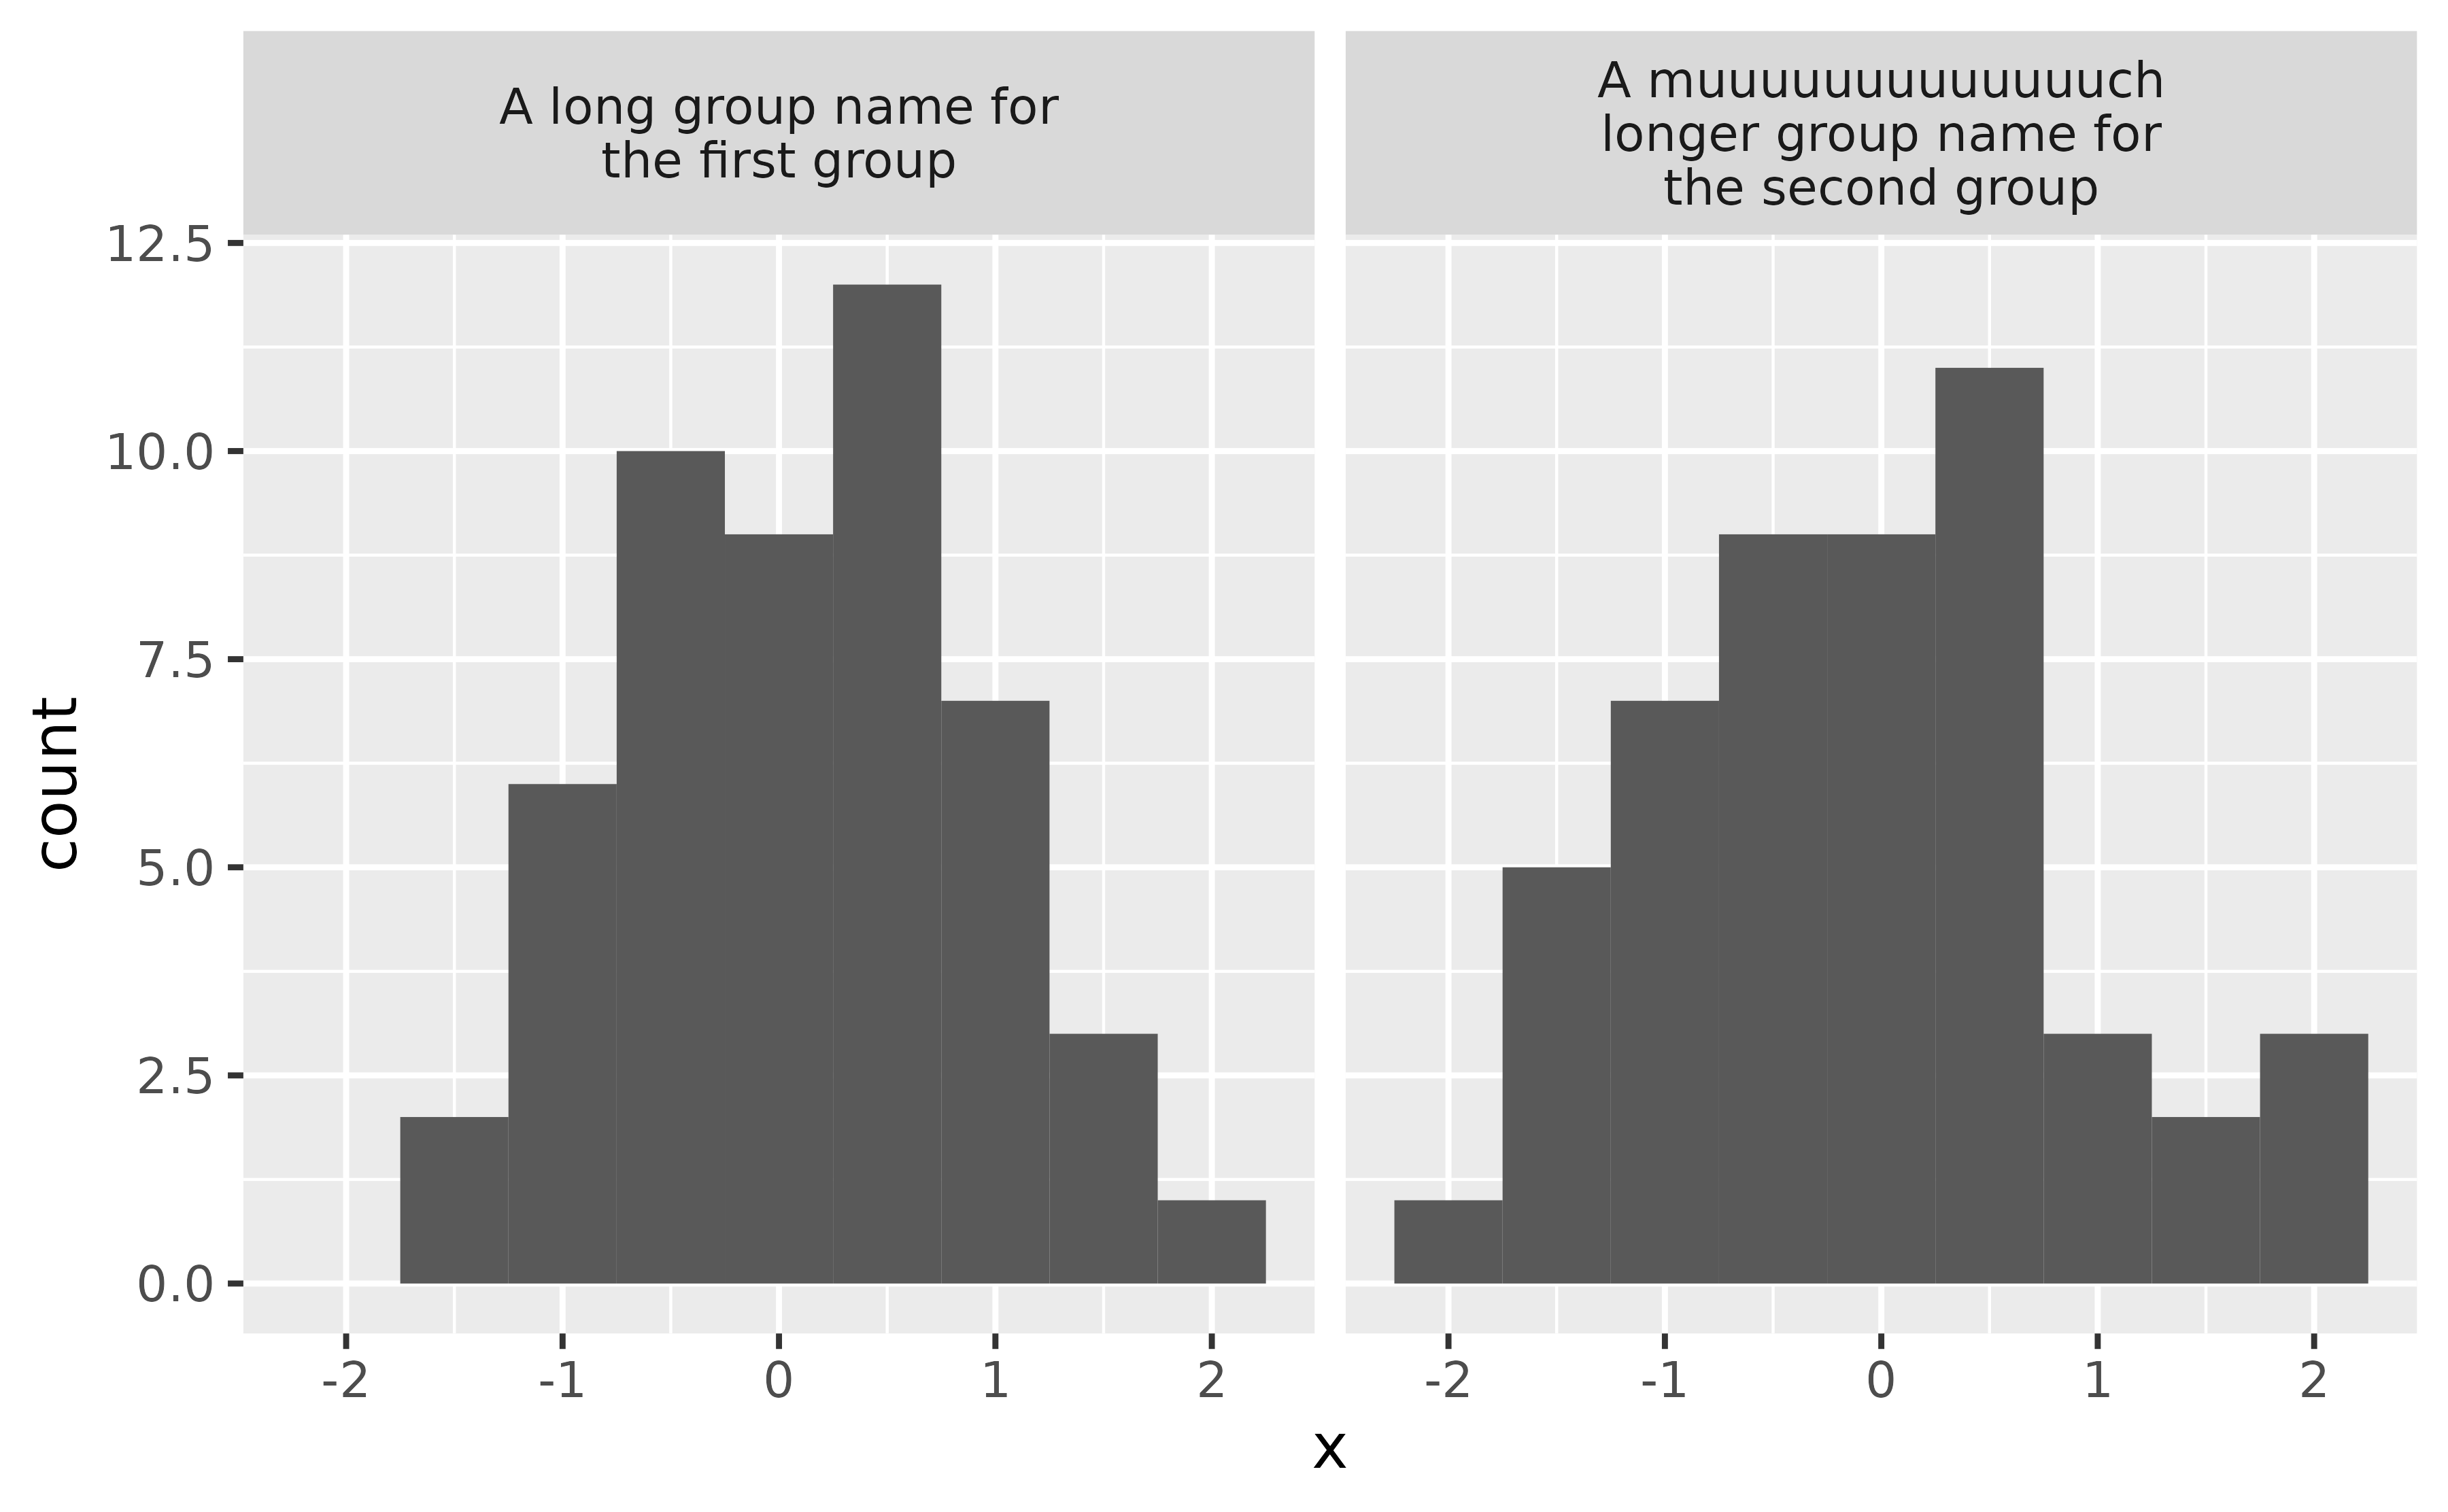 A long group name for
the first group
A muuuuuuuuuuuuuch
longer group name for
the second group
12.5
10.0
7.5
5.0
2.5
0.0
count
-2 -1 0 1 2
-2 -1 0 1 2
x